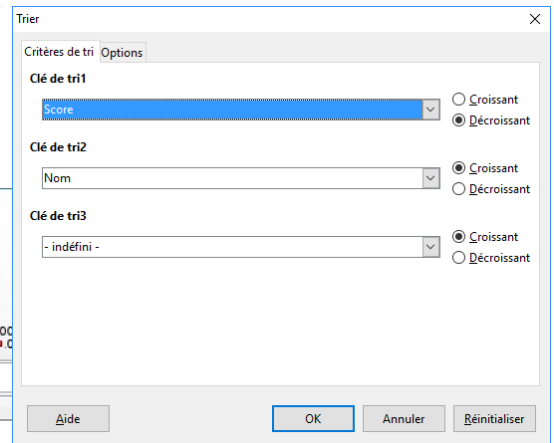 Trier
Critères de tri Options
Clé de tri1
Score
Croissant
Décroissant
Clé de tri2
Nom
Croissant
Décroissant
Clé de tri3
- indéfini -
Croissant
Décroissant
Aide OK Annuler Réinitialiser